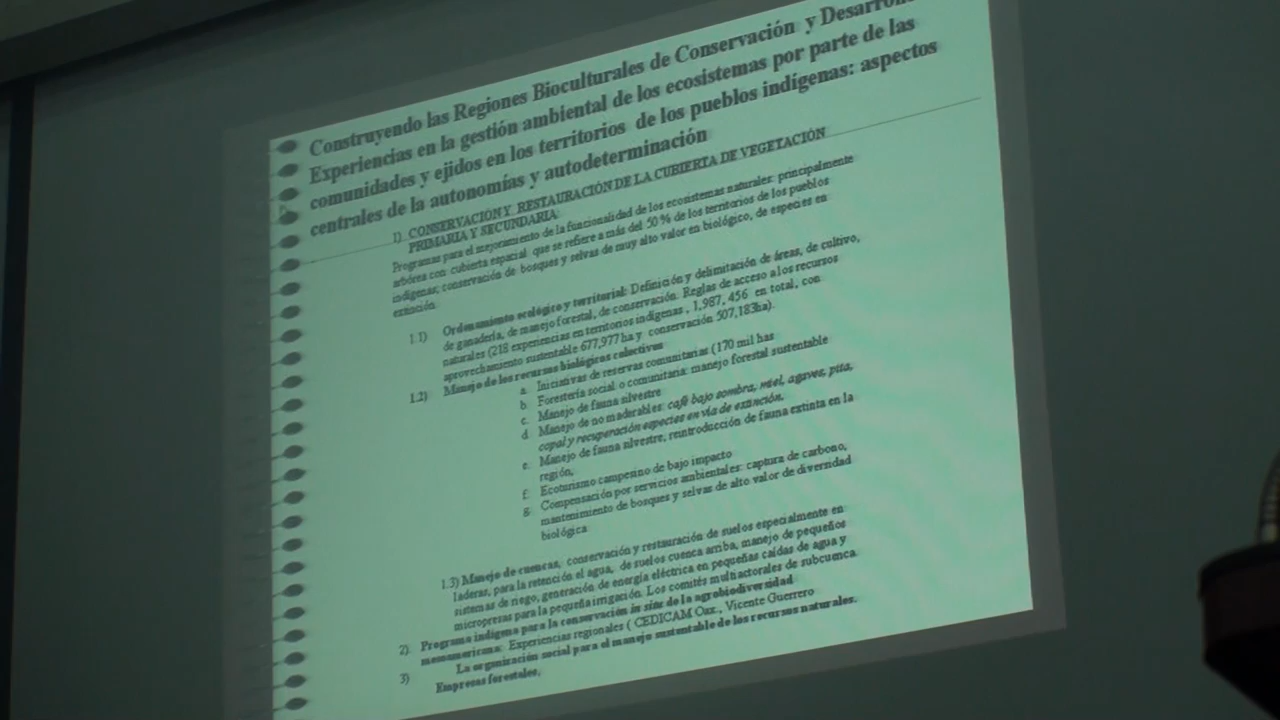 Construyendo las Regiones Bioculturales de Conservación y Desarrollo
Experiencias en la gestión ambiental de los ecosistemas por parte de las
comunidades y ejidos en los territorios de los pueblos indígenas: aspectos
centrales de la autonomías y autodeterminación
1) CONSERVACIÓN Y RESTAURACIÓN DE LA CUBIERTA DE VEGETACIÓN
PRIMARIA Y SECUNDARIA:
Programas para el mejoramiento de la funcionalidad de los ecosistemas naturales: principalmente
arbórea con cubierta espacial que se refiere a más del 50 % de los territorios de los pueblos
indígenas; conservación de bosques y selvas de muy alto valor en biológico, de especies en
extinción.
1.1) Ordenamiento ecológico y territorial: Definición y delimitación de áreas, de cultivo,
de ganadería, de manejo forestal, de conservación. Reglas de acceso a los recursos
naturales (218 experiencias en territorios indígenas , 1,987, 456 en total, con
aprovechamiento sustentable 677,977 ha y conservación 507,183ha).
1.2) Manejo de los recursos biológicos colectivos
a. Iniciativas de reservas comunitarias (170 mil has
b. Forestería social o comunitaria: manejo forestal sustentable
c. Manejo de fauna silvestre
d. Manejo de no maderables: café bajo sombra, miel, agaves, pita,
copal y recuperación especies en vía de extinción.
e. Manejo de fauna silvestre, reintroducción de fauna extinta en la
región,
f. Ecoturismo campesino de bajo impacto
g. Compensación por servicios ambientales: captura de carbono,
mantenimiento de bosques y selvas de alto valor de diversidad
biológica
1.3) Manejo de cuencas, conservación y restauración de suelos especialmente en
laderas, para la retención el agua, de suelos cuenca arriba, manejo de pequeños
sistemas de riego, generación de energía eléctrica en pequeñas caídas de agua y
micropresas para la pequeña irrigación. Los comités multiactorales de subcuenca.
2) Programa indígena para la conservación in situ de la agrobiodiversidad
mesoamericana: Experiencias regionales ( CEDICAM Oax., Vicente Guerrero
3) La organización social para el manejo sustentable de los recursos naturales.
Empresas forestales,